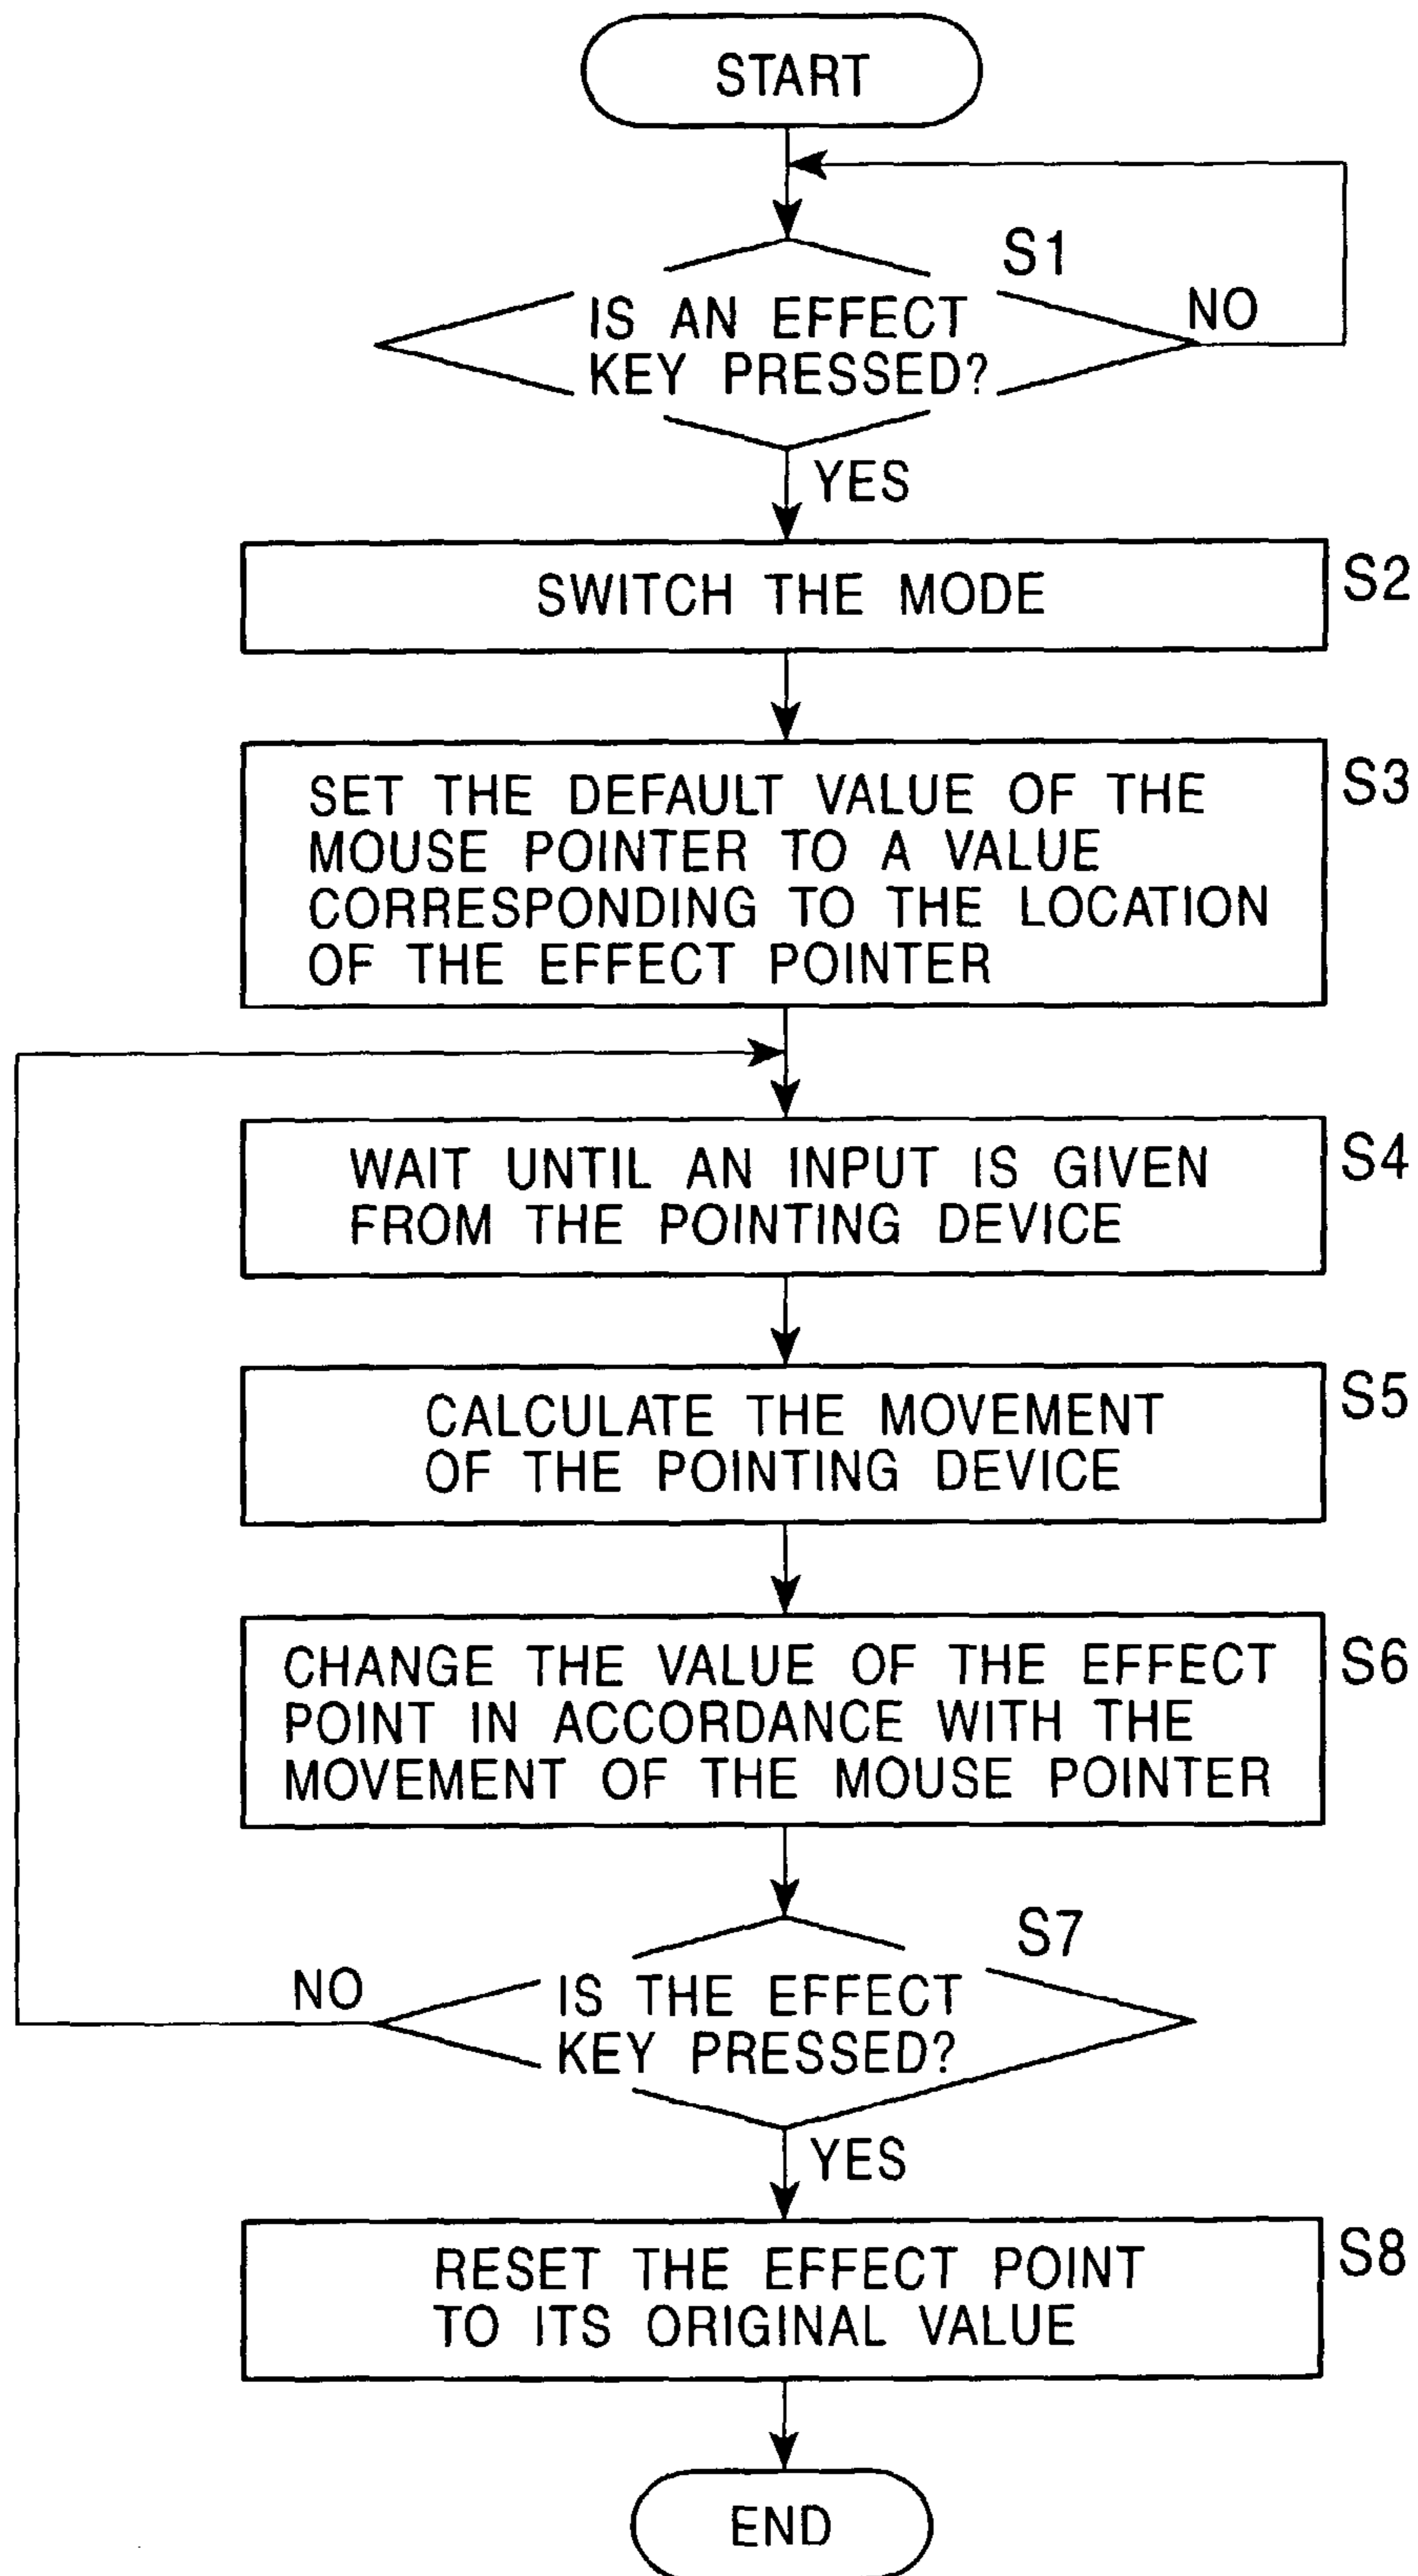 START
S1
IS AN EFFECT
KEY PRESSED?
NO
YES
SWITCH THE MODE
S2
SET THE DEFAULT VALUE OF THE
MOUSE POINTER TO A VALUE
CORRESPONDING TO THE LOCATION
OF THE EFFECT POINTER
S3
WAIT UNTIL AN INPUT IS GIVEN
FROM THE POINTING DEVICE
S4
CALCULATE THE MOVEMENT
OF THE POINTING DEVICE
S5
CHANGE THE VALUE OF THE EFFECT
POINT IN ACCORDANCE WITH THE
MOVEMENT OF THE MOUSE POINTER
S6
S7
IS THE EFFECT
KEY PRESSED?
NO
YES
RESET THE EFFECT POINT
TO ITS ORIGINAL VALUE
S8
END